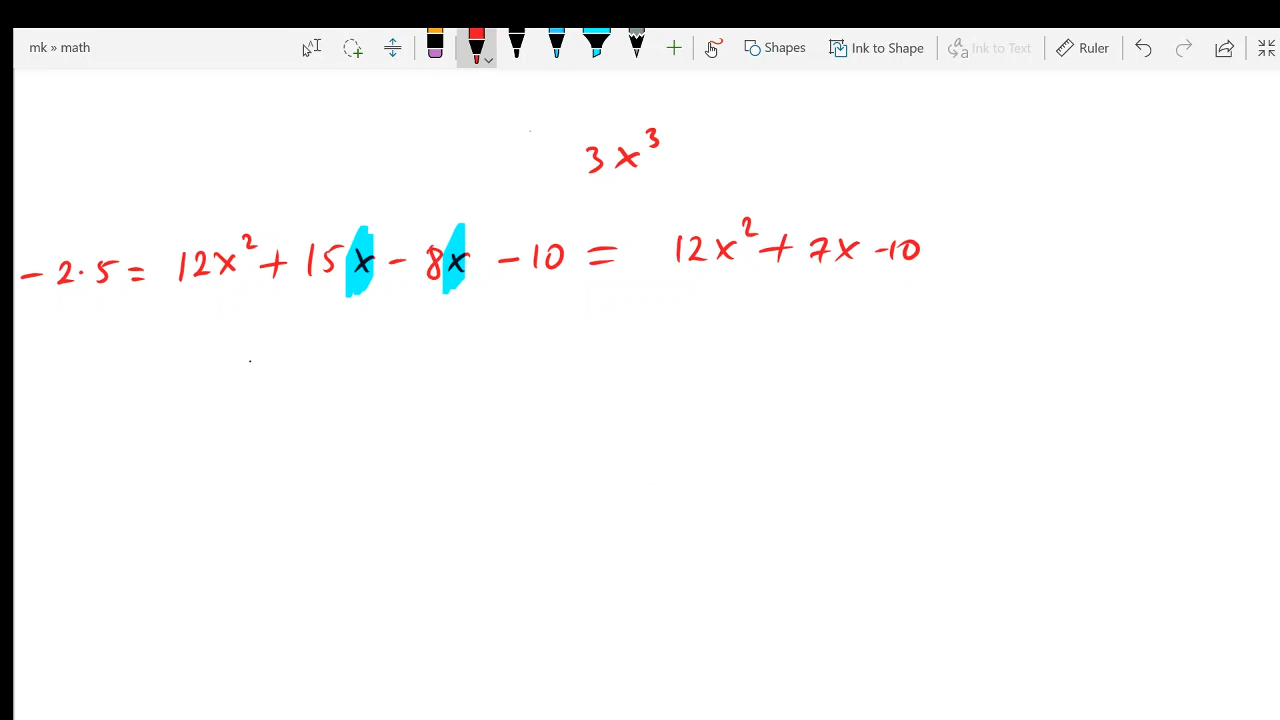 mk » math
Shapes Ink to Shape Ink to Text Ruler
3x³
- 2·5 = 12x² + 15x - 8x - 10 = 12x² + 7x - 10